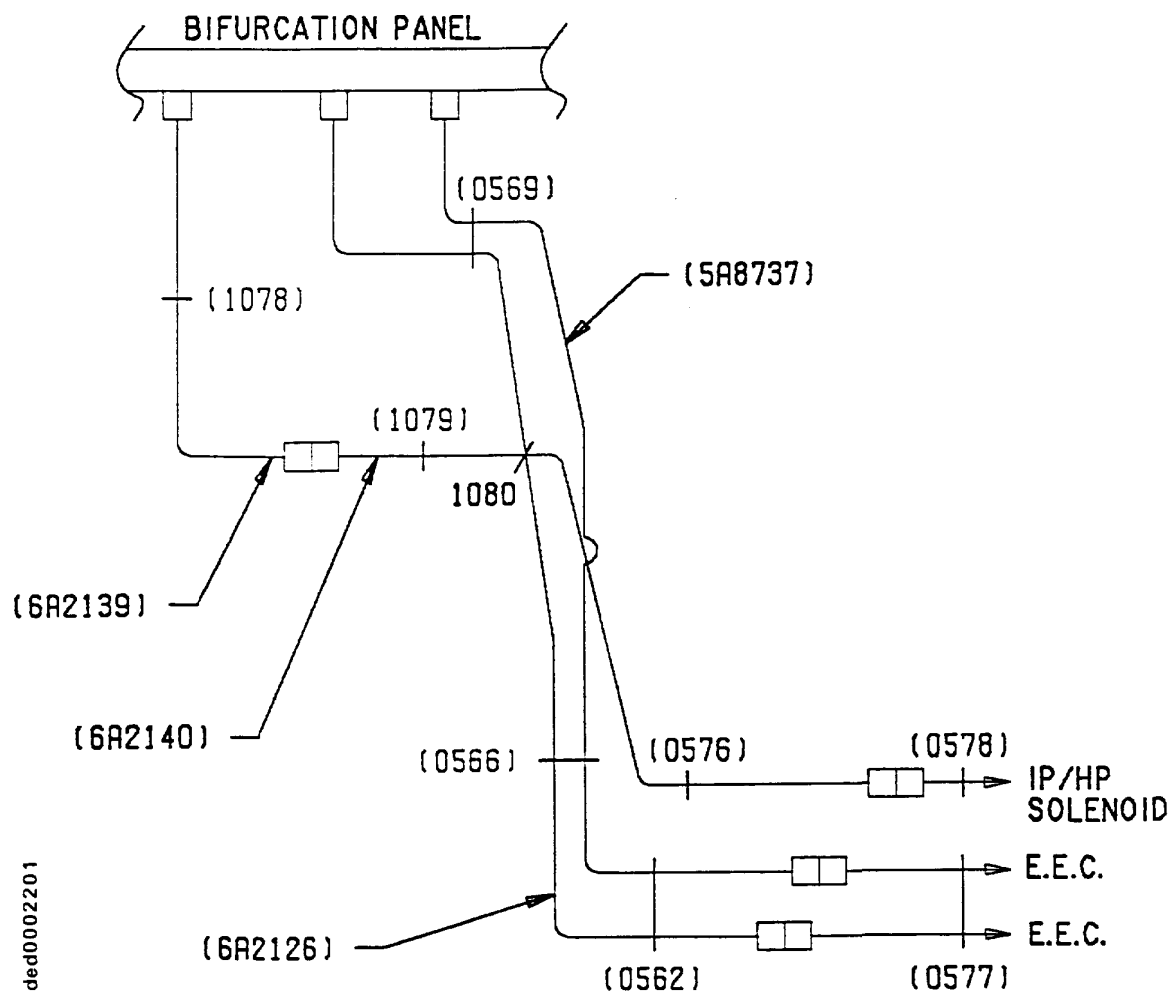 BIFURCATION PANEL
(0569)
(5A8737)
(1078)
(1079)
1080
(6A2139)
(6A2140)
(0566)
(0576)
(0578)
IP/HP
SOLENOID
E.E.C.
(6A2126)
E.E.C.
(0562)
(0577)
ded0002201